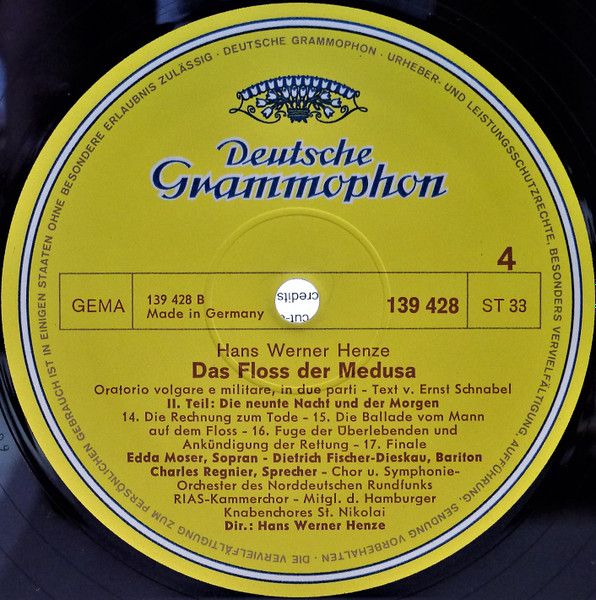 DEUTSCHE GRAMMOPHON · URHEBER- UND LEISTUNGSSCHUTZRECHTE, BESONDERS VERVIELFÄLTIGUNG, AUFFÜHRUNG, SENDUNG VORBEHALTEN · DIE VERVIELFÄLTIGUNG ZUM PERSÖNLICHEN GEBRAUCH IST IN EINIGEN STAATEN OHNE BESONDERE ERLAUBNIS ZULÄSSIG ·
Deutsche
Grammophon
4
GEMA
139 428 B
Made in Germany
credits
cut-
139 428
ST 33
Hans Werner Henze
Das Floss der Medusa
Oratorio volgare e militare, in due parti - Text v. Ernst Schnabel
II. Teil: Die neunte Nacht und der Morgen
14. Die Rechnung zum Tode - 15. Die Ballade vom Mann
auf dem Floss - 16. Fuge der Überlebenden und
Ankündigung der Rettung - 17. Finale
Edda Moser, Sopran - Dietrich Fischer-Dieskau, Bariton
Charles Regnier, Sprecher - Chor u. Symphonie-
Orchester des Norddeutschen Rundfunks
RIAS-Kammerchor - Mitgl. d. Hamburger
Knabenchores St. Nikolai
Dir.: Hans Werner Henze